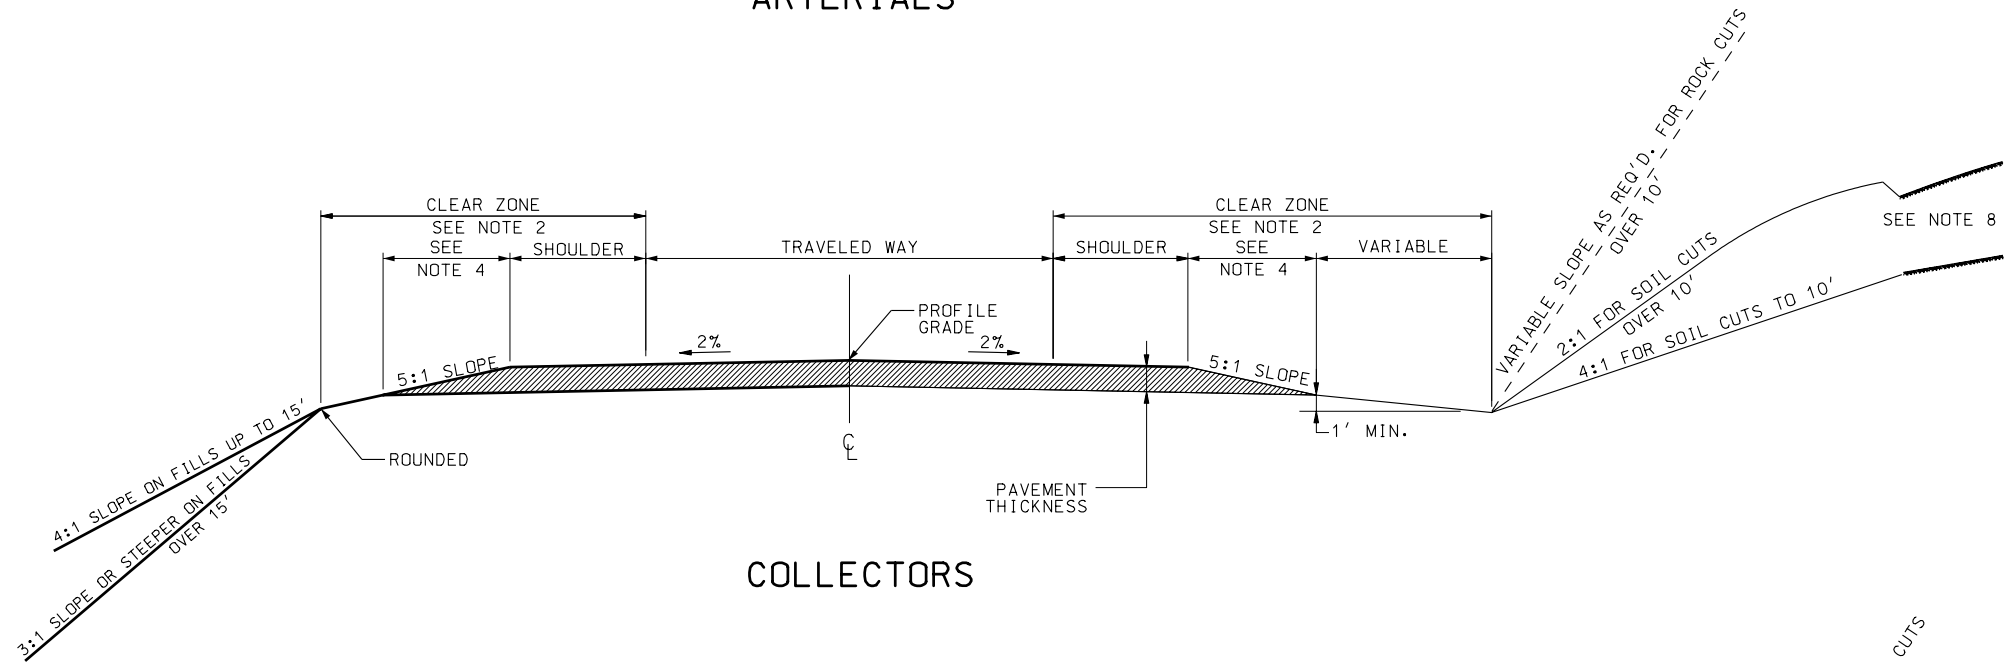 ARTERIALS
VARIABLE SLOPE AS REQ'D. FOR ROCK CUTS
OVER 10'
CLEAR ZONE
SEE NOTE 2
SEE
NOTE 4
SHOULDER
TRAVELED WAY
CLEAR ZONE
SEE NOTE 2
SHOULDER
SEE
NOTE 4
VARIABLE
SEE NOTE 8
2:1 FOR SOIL CUTS
OVER 10'
4:1 FOR SOIL CUTS TO 10'
PROFILE
GRADE
2%
2%
5:1 SLOPE
5:1 SLOPE
4:1 SLOPE ON FILLS UP TO 15'
3:1 SLOPE OR STEEPER ON FILLS
OVER 15'
ROUNDED
CL
1' MIN.
PAVEMENT
THICKNESS
COLLECTORS
CUTS